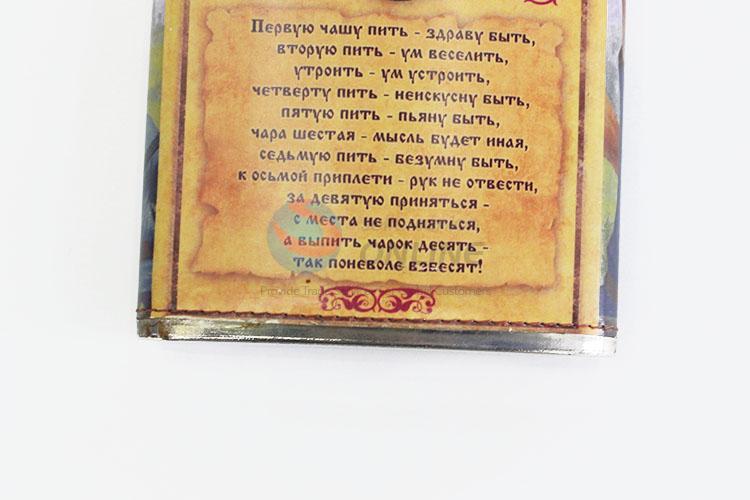 Первую чашу пить - здраву быть,
вторую пить - ум веселить,
утроить - ум устроить,
четверту пить - неискусну быть,
пятую пить - пьяну быть,
чара шестая - мысль будет иная,
седьмую пить - безумну быть,
к осьмой приплети - рук не отвести,
за девятую приняться -
с места не подняться,
а выпить чарок десять -
так поневоле взбесят!